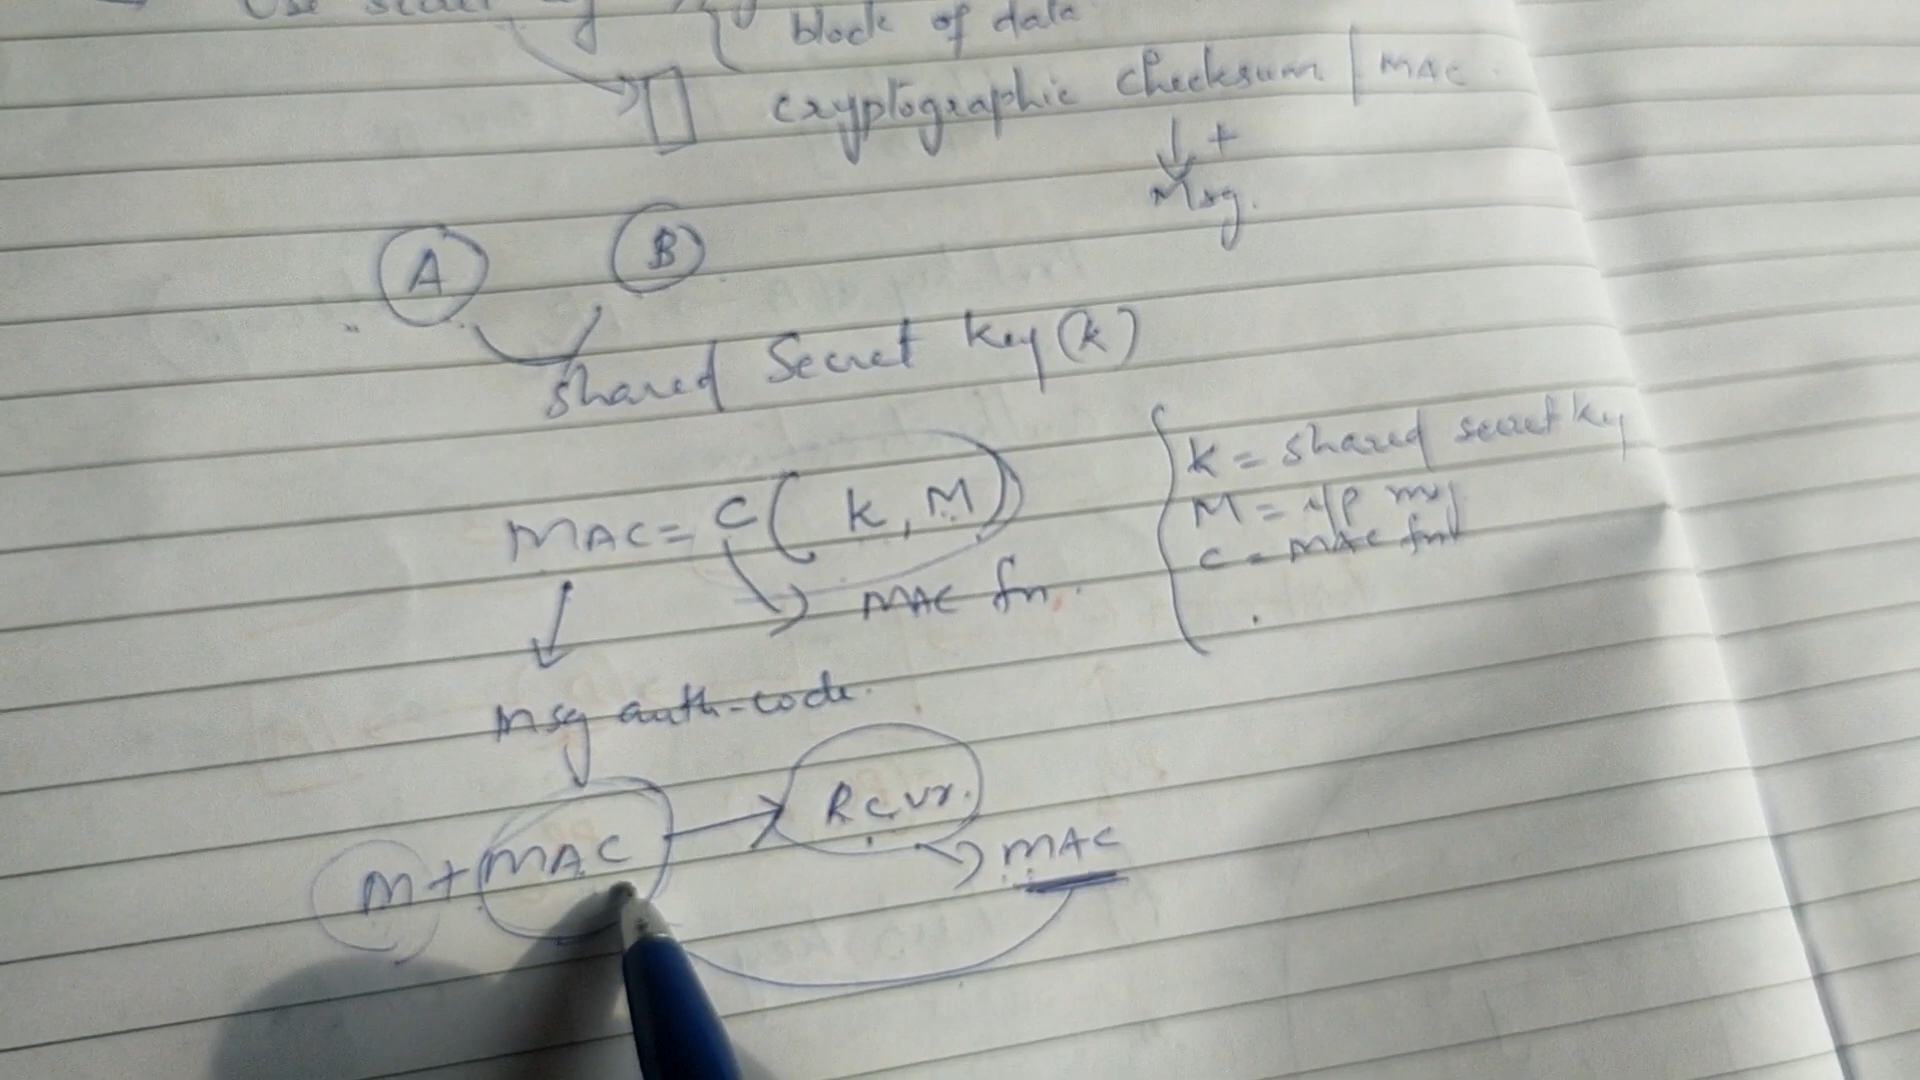 Use
block of data
cryptographic checksum / MAC
↓ +
Msg.
A B
Shared Secret key (k)
MAC = C ( k, M )
→ MAC fn.
k = shared secret key
M = i/p msg
C = MAC fn
Msg auth-code.
M + MAC → Rcvr.
→ MAC